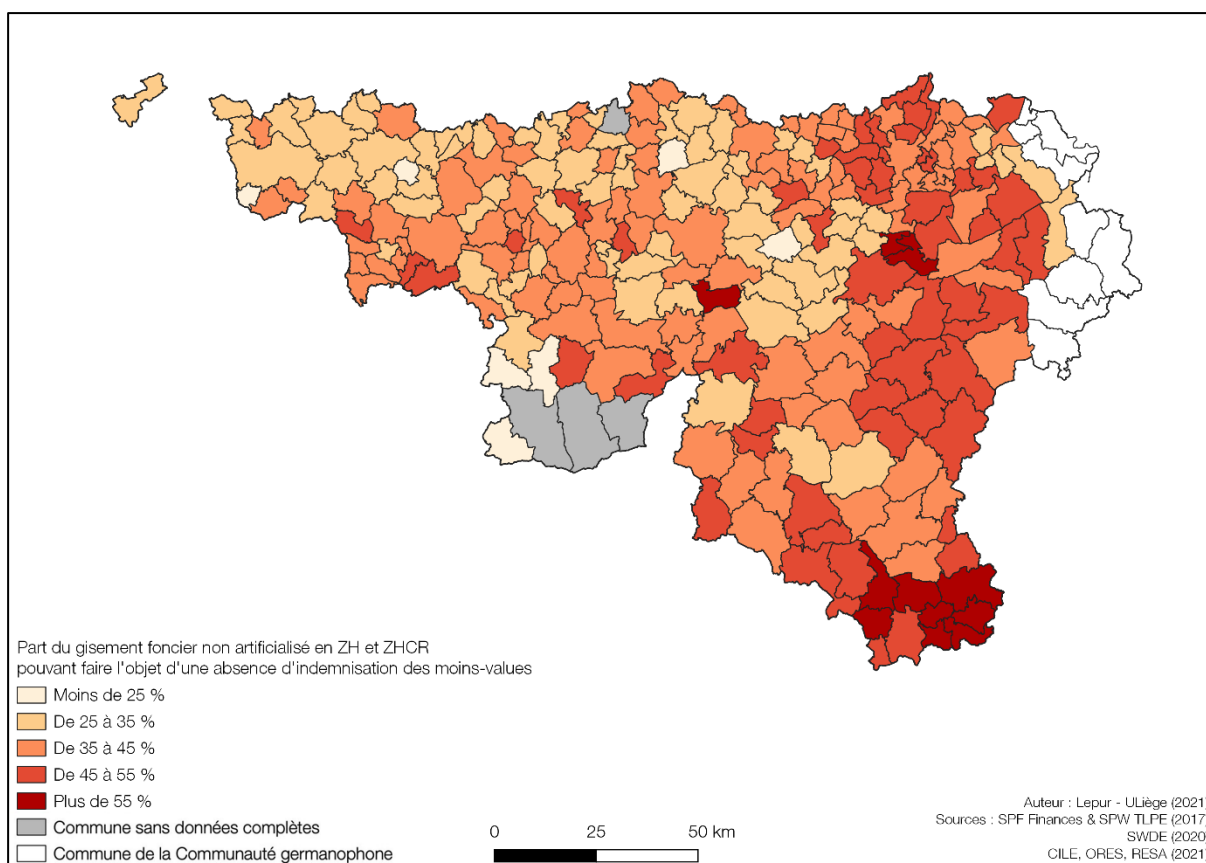 Part du gisement foncier non artificialisé en ZH et ZHCR
pouvant faire l'objet d'une absence d'indemnisation des moins-values
Moins de 25 %
De 25 à 35 %
De 35 à 45 %
De 45 à 55 %
Plus de 55 %
Commune sans données complètes
Commune de la Communauté germanophone
0 25 50 km
Auteur : Lepur - ULiège (2021)
Sources : SPF Finances & SPW TLPE (2017)
SWDE (2020)
CILE, ORES, RESA (2021)